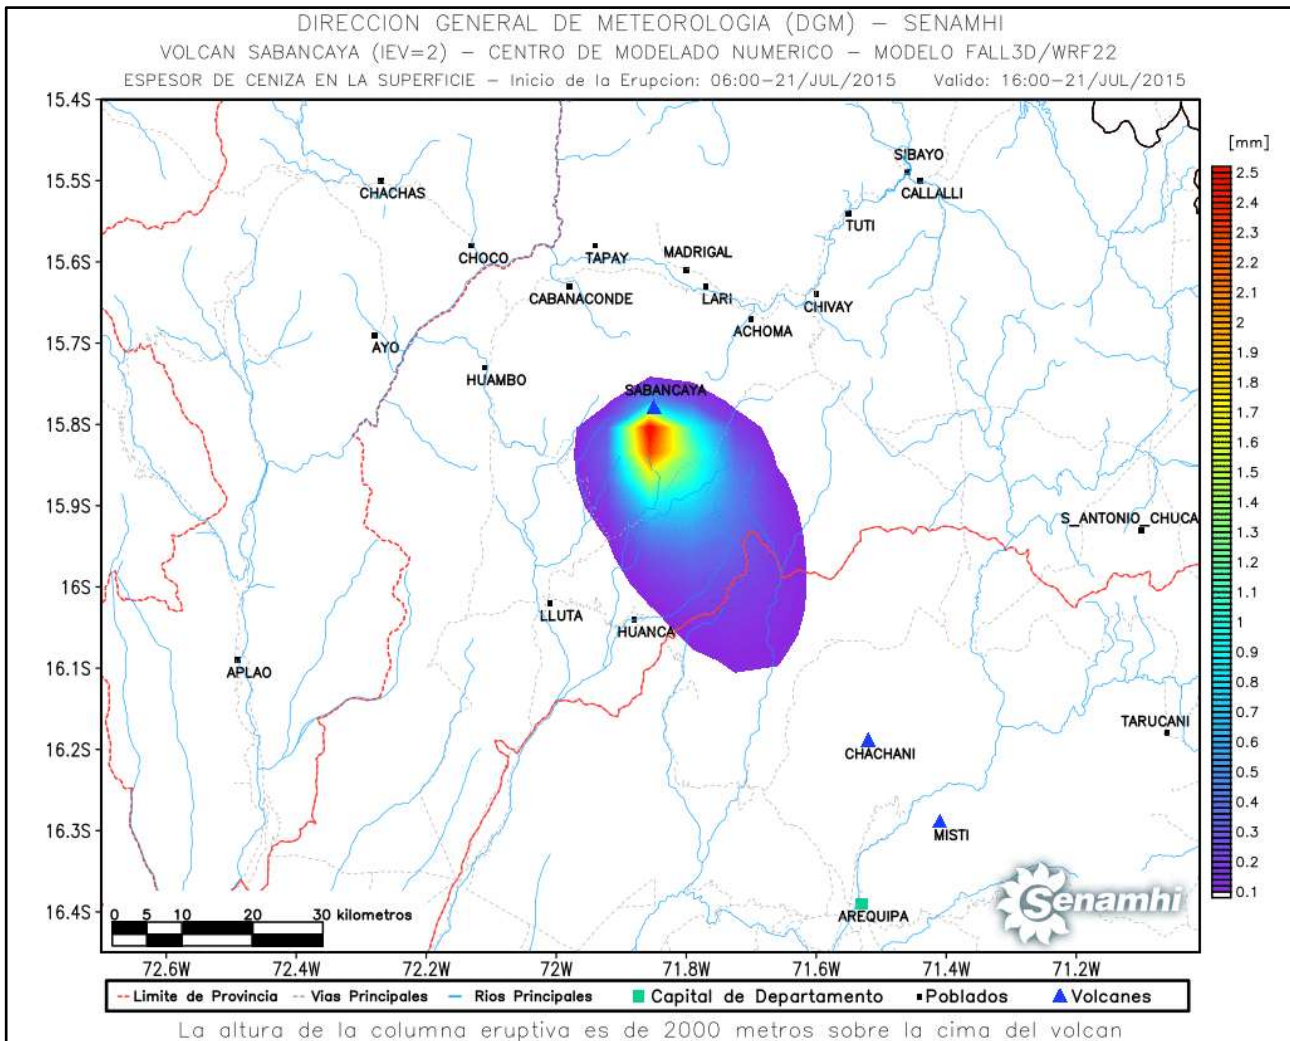 DIRECCION GENERAL DE METEOROLOGIA (DGM) – SENAMHI
VOLCAN SABANCAYA (IEV=2) – CENTRO DE MODELADO NUMERICO – MODELO FALL3D/WRF22
ESPESOR DE CENIZA EN LA SUPERFICIE – Inicio de la Erupcion: 06:00–21/JUL/2015 Valido: 16:00–21/JUL/2015
15.4S
15.5S
15.6S
15.7S
15.8S
15.9S
16S
16.1S
16.2S
16.3S
16.4S
SIBAYO
CALLALLI
CHACHAS
TUTI
CHOCO
TAPAY
MADRIGAL
CABANACONDE
LARI
CHIVAY
ACHOMA
AYO
HUAMBO
SABANCAYA
S_ANTONIO_CHUCA
LLUTA
HUANCA
APLAO
TARUCANI
CHACHANI
MISTI
AREQUIPA
Senamhi
0 5 10 20 30 kilometros
72.6W 72.4W 72.2W 72W 71.8W 71.6W 71.4W 71.2W
[mm]
2.5
2.4
2.3
2.2
2.1
2
1.9
1.8
1.7
1.6
1.5
1.4
1.3
1.2
1.1
1
0.9
0.8
0.7
0.6
0.5
0.4
0.3
0.2
0.1
Limite de Provincia Vias Principales Rios Principales Capital de Departamento Poblados Volcanes
La altura de la columna eruptiva es de 2000 metros sobre la cima del volcan